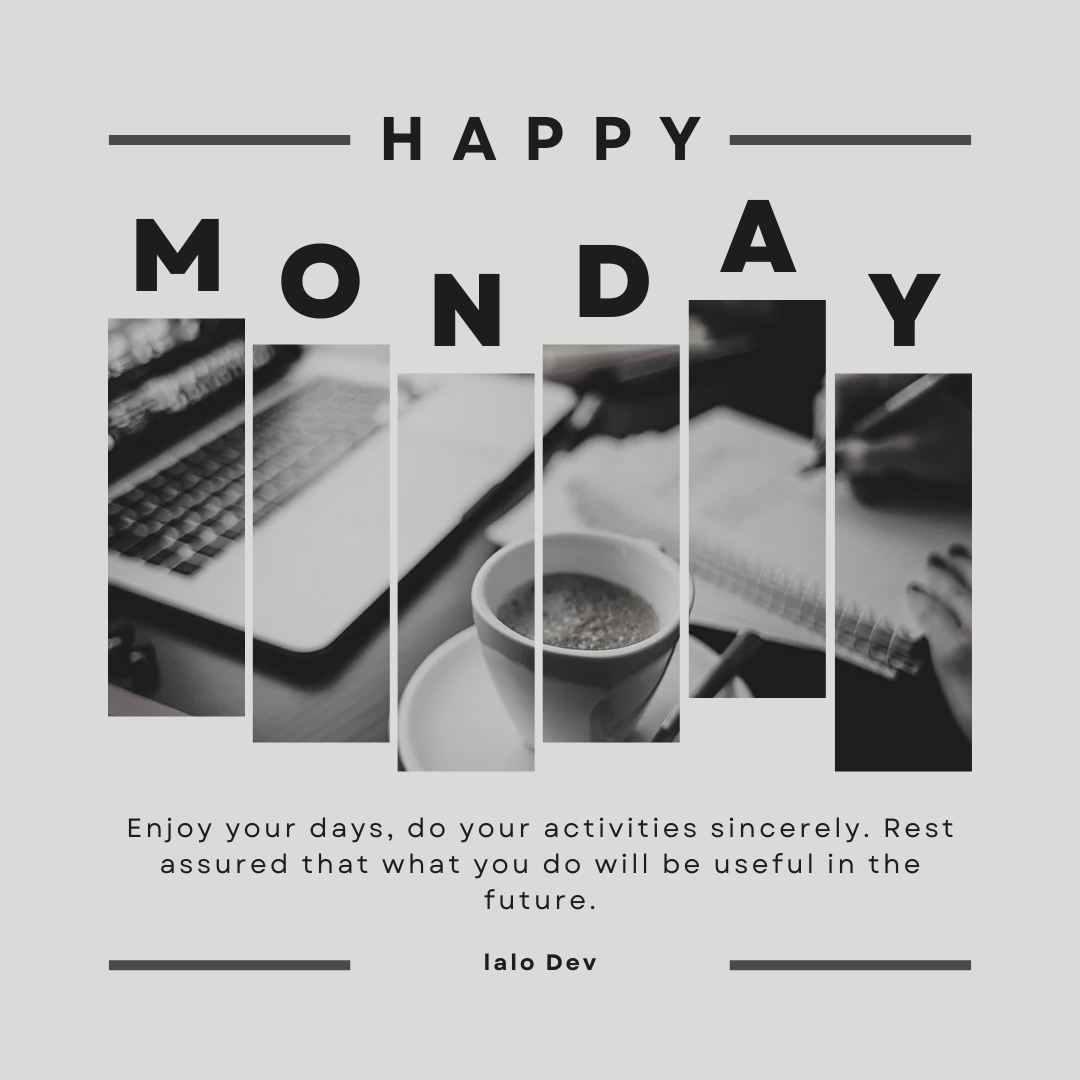 HAPPY
MONDAY
Enjoy your days, do your activities sincerely. Rest
assured that what you do will be useful in the
future.
lalo Dev